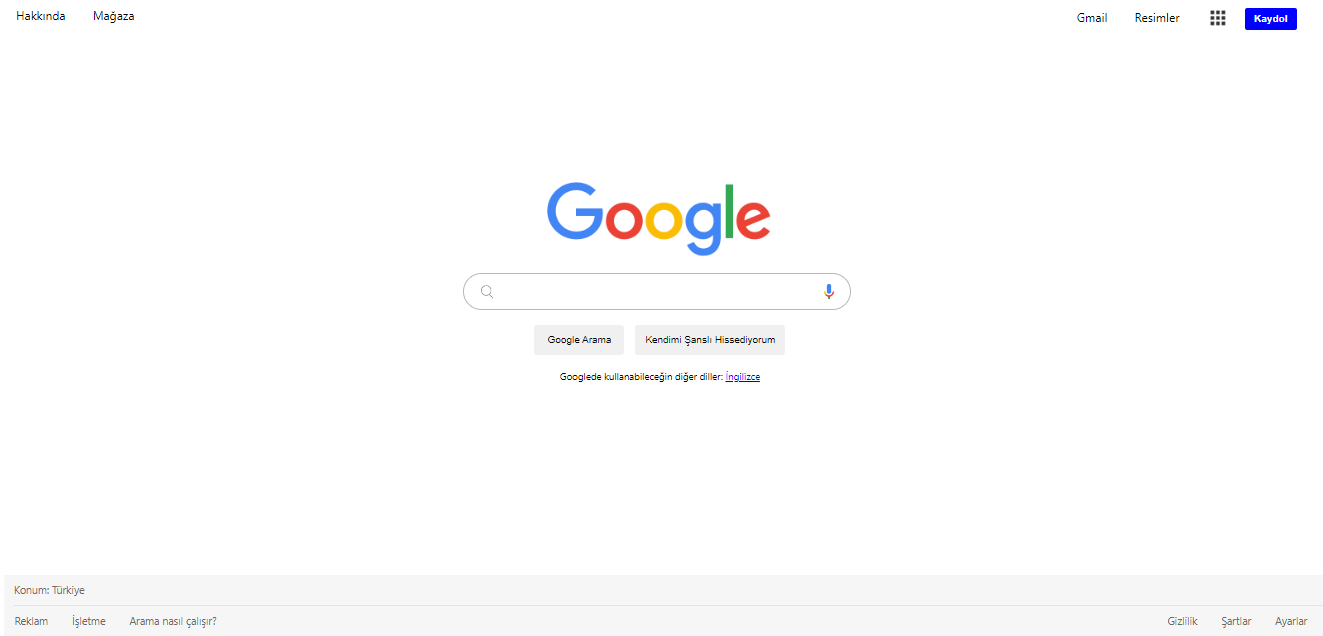 Hakkında Mağaza Gmail Resimler Kaydol
Google
Google Arama Kendimi Şanslı Hissediyorum
Googlede kullanabileceğin diğer diller: İngilizce
Konum: Türkiye
Reklam İşletme Arama nasıl çalışır? Gizlilik Şartlar Ayarlar